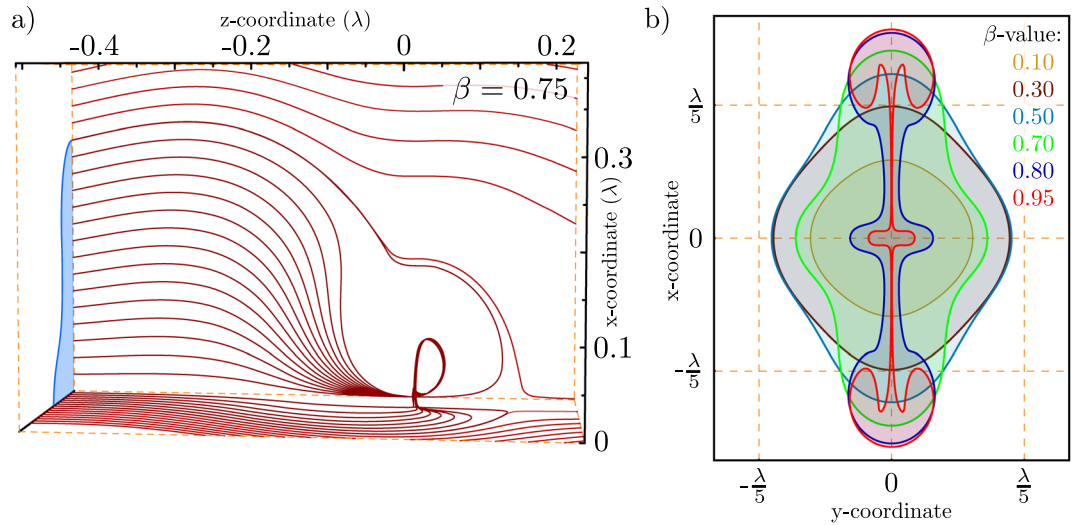 a)
z-coordinate (λ)
-0.4 -0.2 0 0.2
β = 0.75
0.3
x-coordinate (λ)
0.1
0
b)
β-value:
0.10
0.30
0.50
0.70
0.80
0.95
x-coordinate
λ/5
0
-λ/5
-λ/5 0 λ/5
y-coordinate